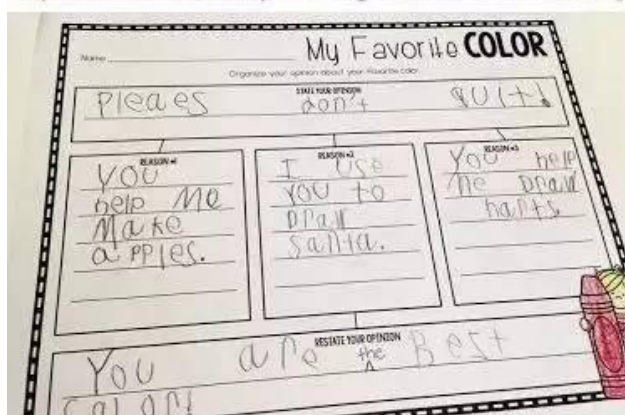 Name
My Favorite COLOR
Organize your opinion about your favorite color.
STATE YOUR OPINION
Pleaes don't quit!
REASON #1
You
help Me
Make
apples.
REASON #2
I use
You to
Draw
santa.
REASON #3
You help
me Draw
harts.
RESTATE YOUR OPINION
You are the Best
Calor!